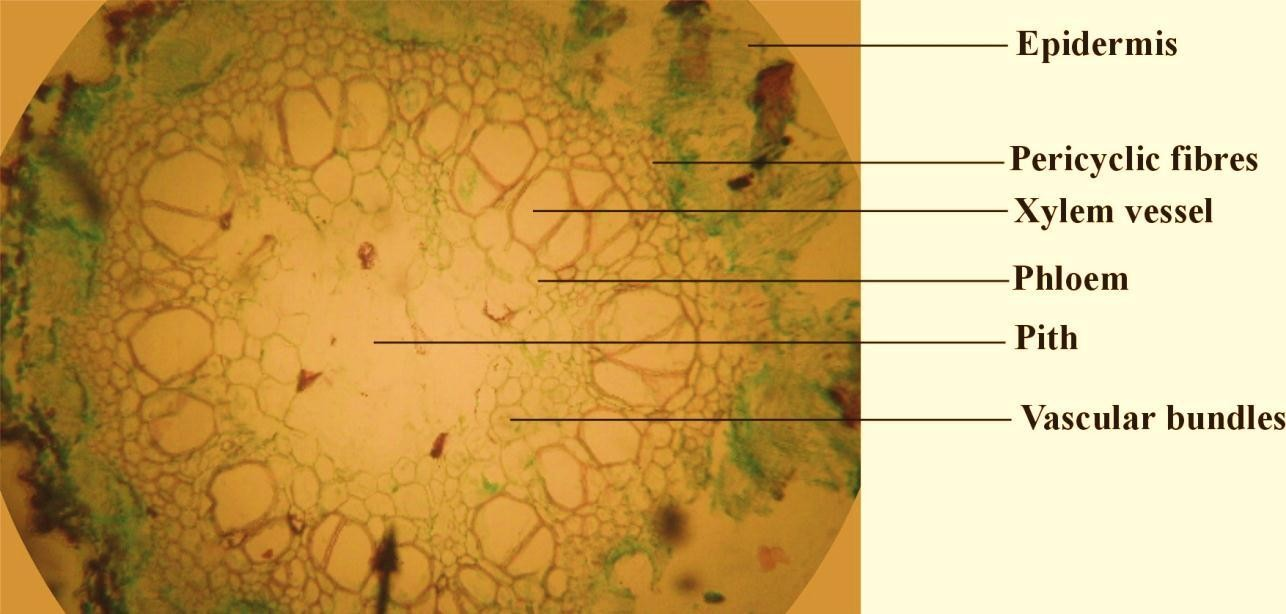 Epidermis
Pericyclic fibres
Xylem vessel
Phloem
Pith
Vascular bundles